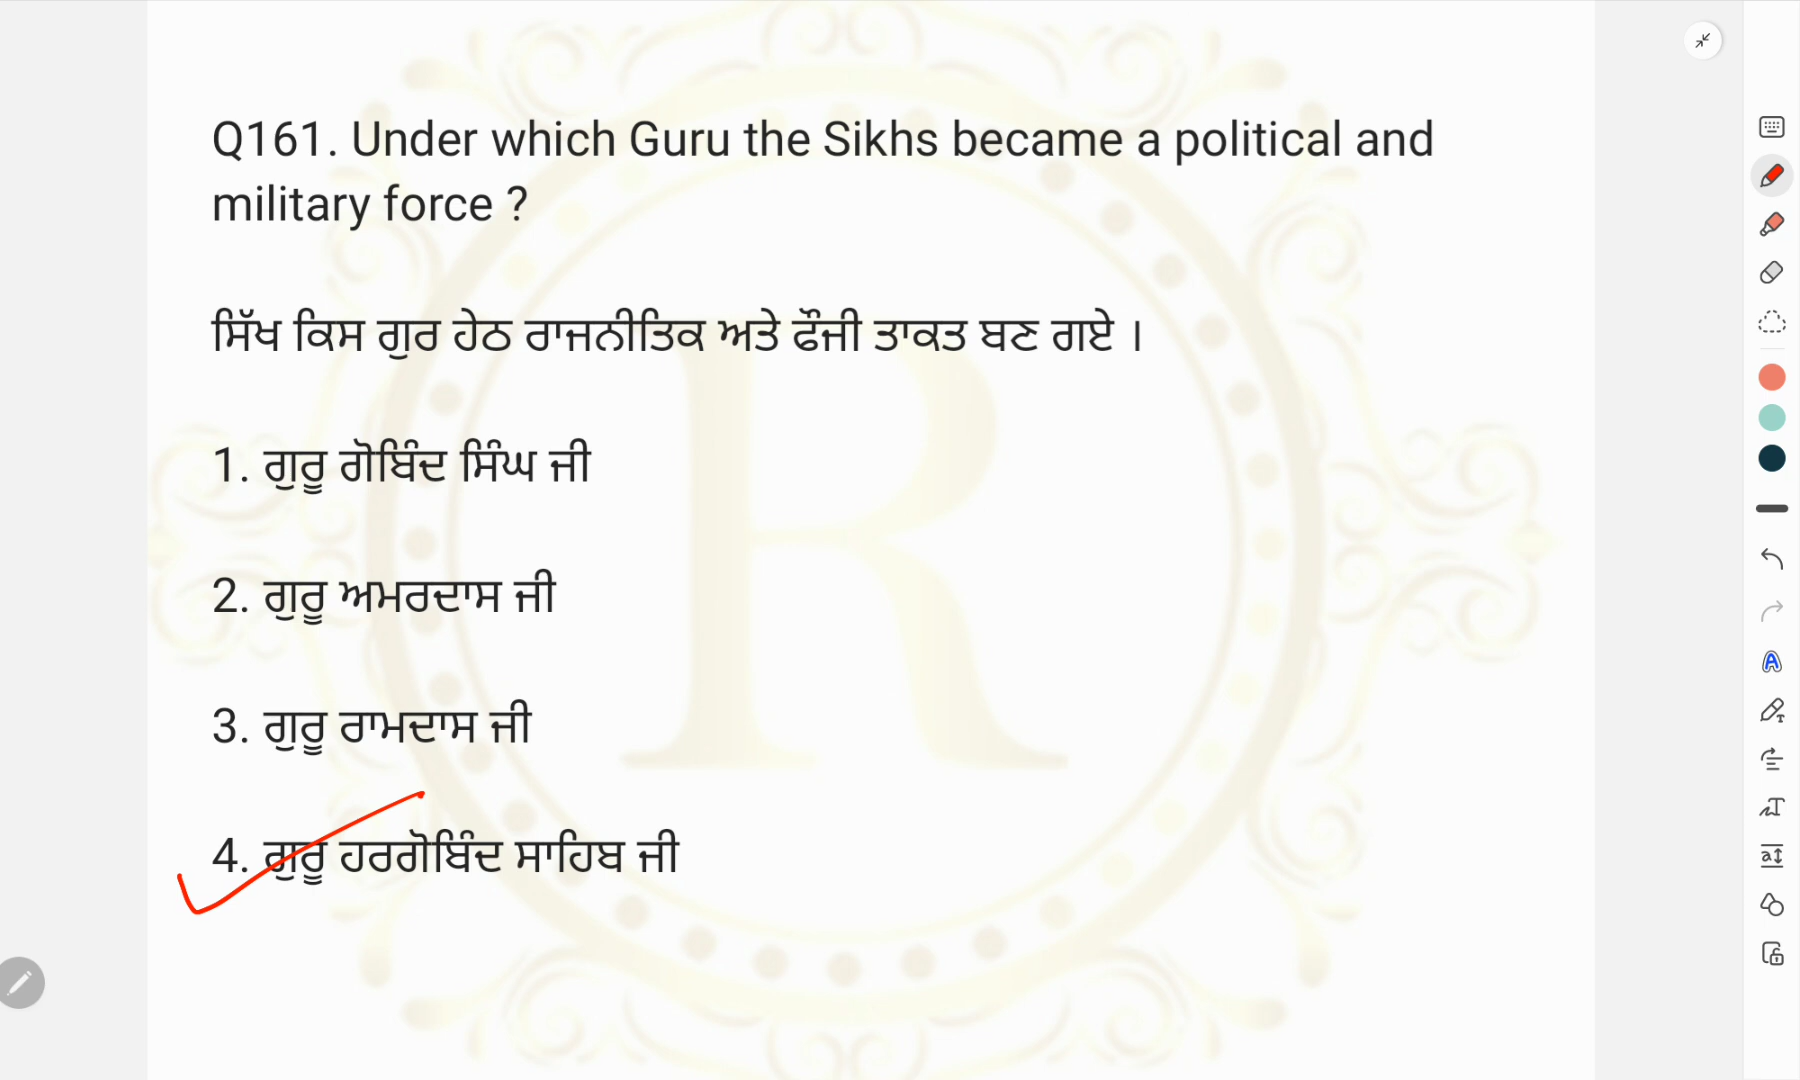 Q161. Under which Guru the Sikhs became a political and
military force ?
ਸਿੱਖ ਕਿਸ ਗੁਰ ਹੇਠ ਰਾਜਨੀਤਿਕ ਅਤੇ ਫੌਜੀ ਤਾਕਤ ਬਣ ਗਏ ।
1. ਗੁਰੂ ਗੋਬਿੰਦ ਸਿੰਘ ਜੀ
2. ਗੁਰੂ ਅਮਰਦਾਸ ਜੀ
3. ਗੁਰੂ ਰਾਮਦਾਸ ਜੀ
4. ਗੁਰੂ ਹਰਗੋਬਿੰਦ ਸਾਹਿਬ ਜੀ
R